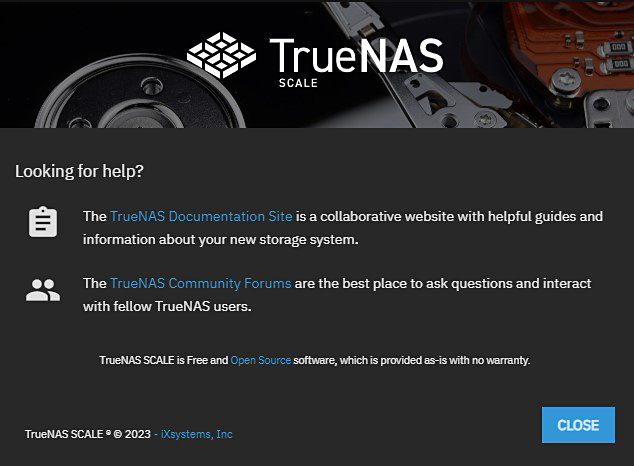 TrueNAS
SCALE
Looking for help?
The TrueNAS Documentation Site is a collaborative website with helpful guides and
information about your new storage system.
The TrueNAS Community Forums are the best place to ask questions and interact
with fellow TrueNAS users.
TrueNAS SCALE is Free and Open Source software, which is provided as-is with no warranty.
TrueNAS SCALE ® © 2023 - iXsystems, Inc
CLOSE